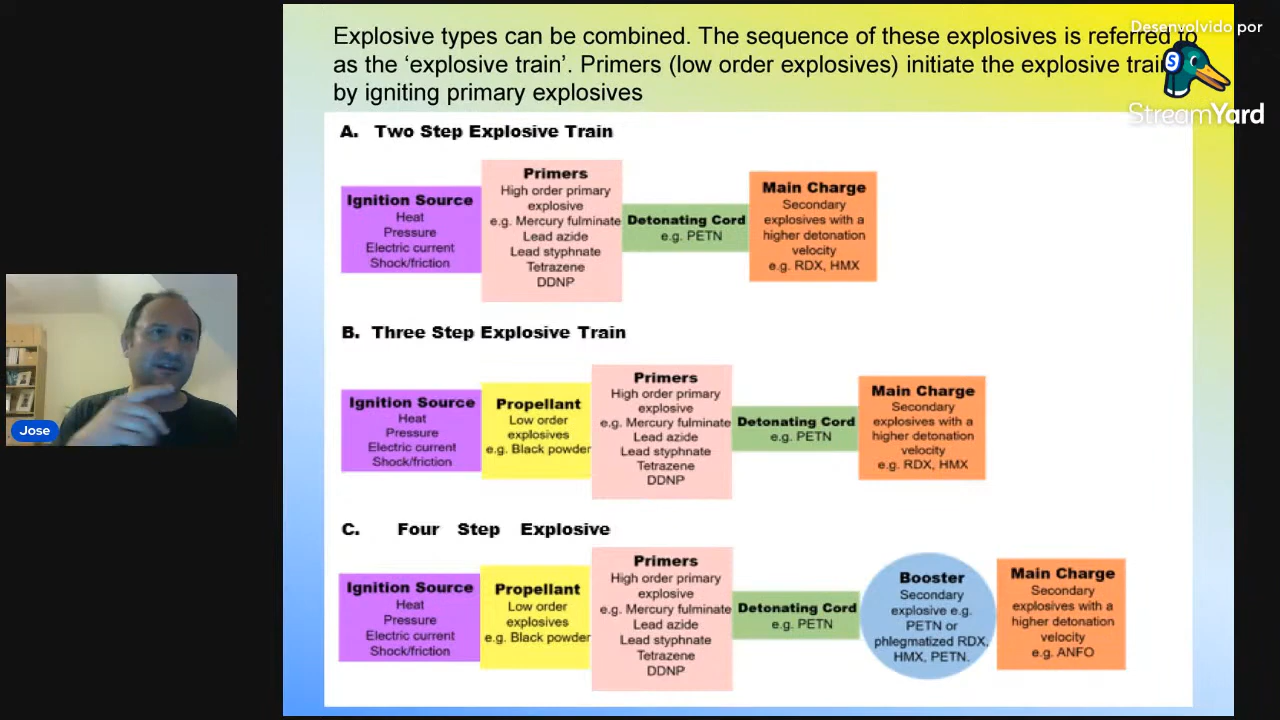 Explosive types can be combined. The sequence of these explosives is referred to
as the ‘explosive train’. Primers (low order explosives) initiate the explosive train
by igniting primary explosives
Desenvolvido por
StreamYard
A. Two Step Explosive Train
Ignition Source
Heat
Pressure
Electric current
Shock/friction
Primers
High order primary
explosive
e.g. Mercury fulminate
Lead azide
Lead styphnate
Tetrazene
DDNP
Detonating Cord
e.g. PETN
Main Charge
Secondary
explosives with a
higher detonation
velocity
e.g. RDX, HMX
B. Three Step Explosive Train
Ignition Source
Heat
Pressure
Electric current
Shock/friction
Propellant
Low order
explosives
e.g. Black powder
Primers
High order primary
explosive
e.g. Mercury fulminate
Lead azide
Lead styphnate
Tetrazene
DDNP
Detonating Cord
e.g. PETN
Main Charge
Secondary
explosives with a
higher detonation
velocity
e.g. RDX, HMX
C. Four Step Explosive
Ignition Source
Heat
Pressure
Electric current
Shock/friction
Propellant
Low order
explosives
e.g. Black powder
Primers
High order primary
explosive
e.g. Mercury fulminate
Lead azide
Lead styphnate
Tetrazene
DDNP
Detonating Cord
e.g. PETN
Booster
Secondary
explosive e.g.
PETN or
phlegmatized RDX,
HMX, PETN.
Main Charge
Secondary
explosives with a
higher detonation
velocity
e.g. ANFO
Jose